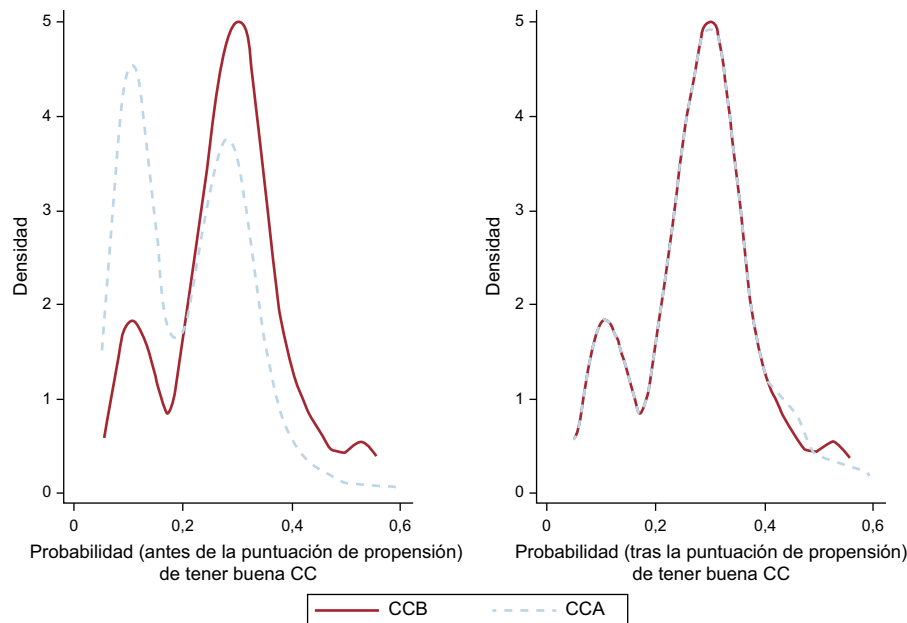 5
4
3
2
1
0
Densidad
0
0,2
0,4
0,6
Probabilidad (antes de la puntuación de propensión)
de tener buena CC
5
4
3
2
1
0
Densidad
0
0,2
0,4
0,6
Probabilidad (tras la puntuación de propensión)
de tener buena CC
CCB
CCA